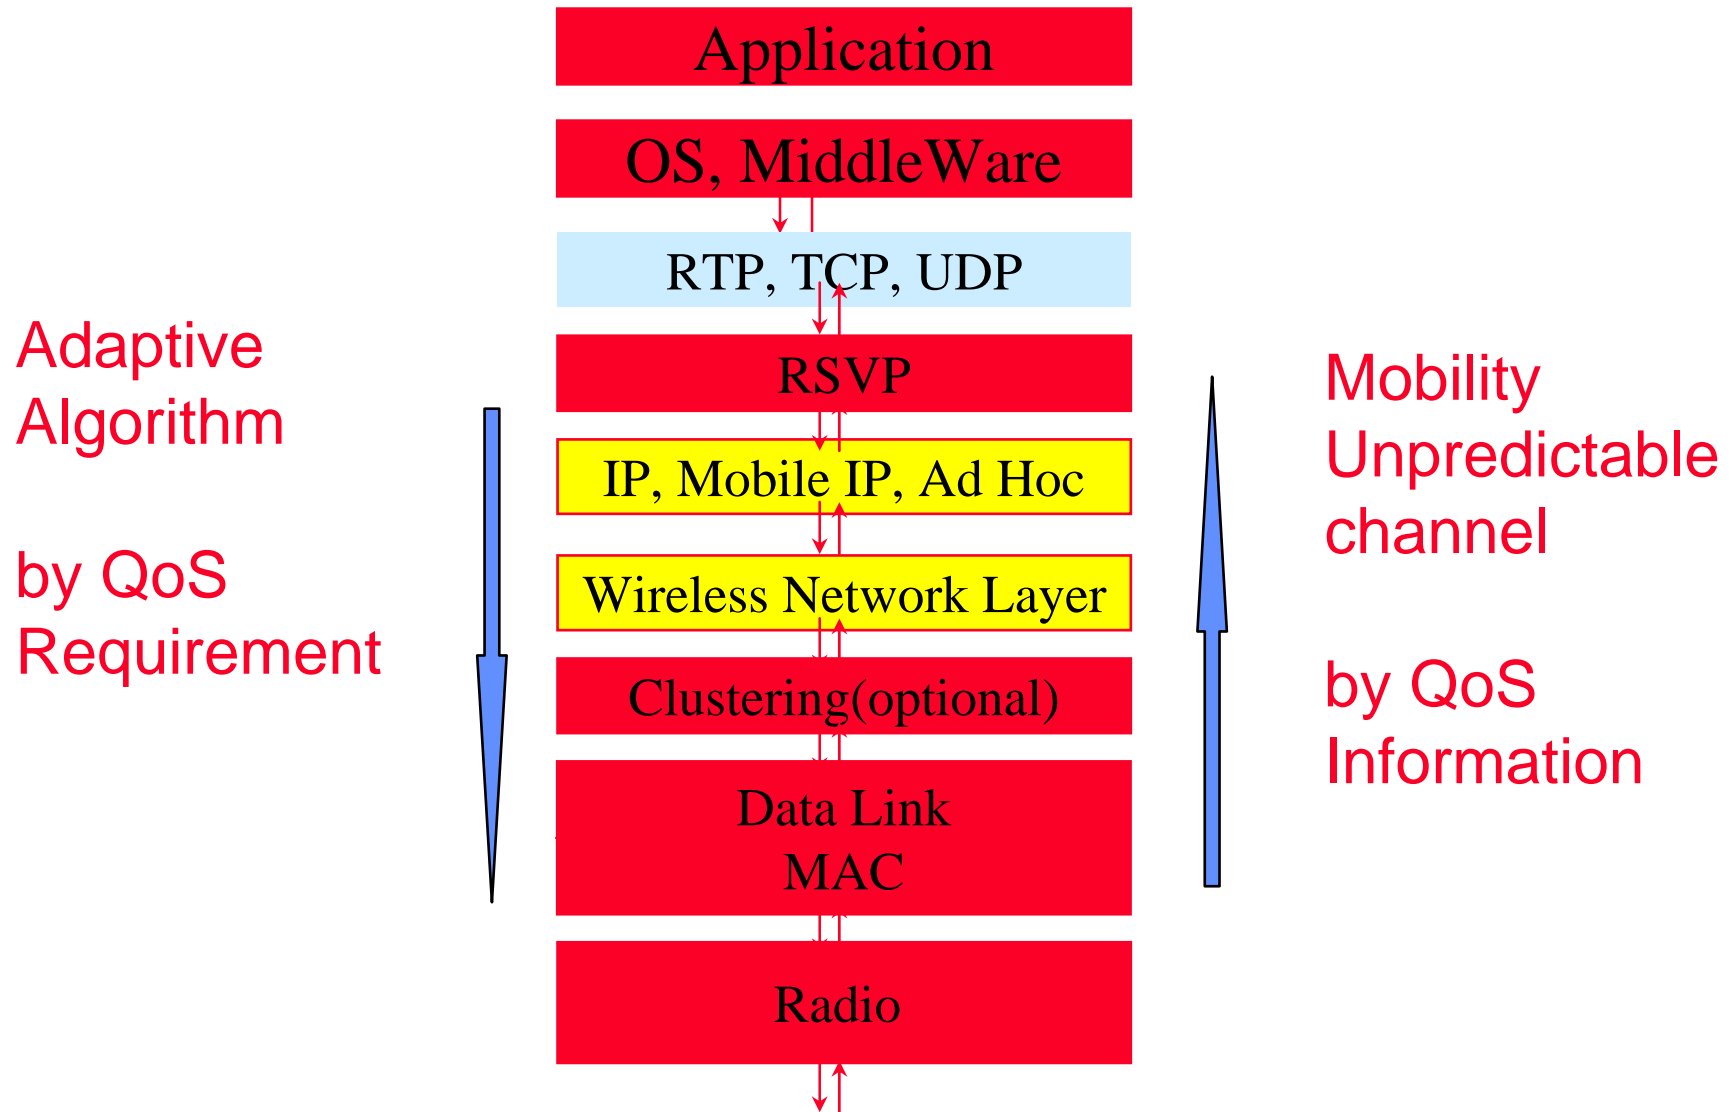 Application
OS, MiddleWare
RTP, TCP, UDP
RSVP
IP, Mobile IP, Ad Hoc
Wireless Network Layer
Clustering(optional)
Data Link
MAC
Radio
Adaptive
Algorithm
by QoS
Requirement
Mobility
Unpredictable
channel
by QoS
Information